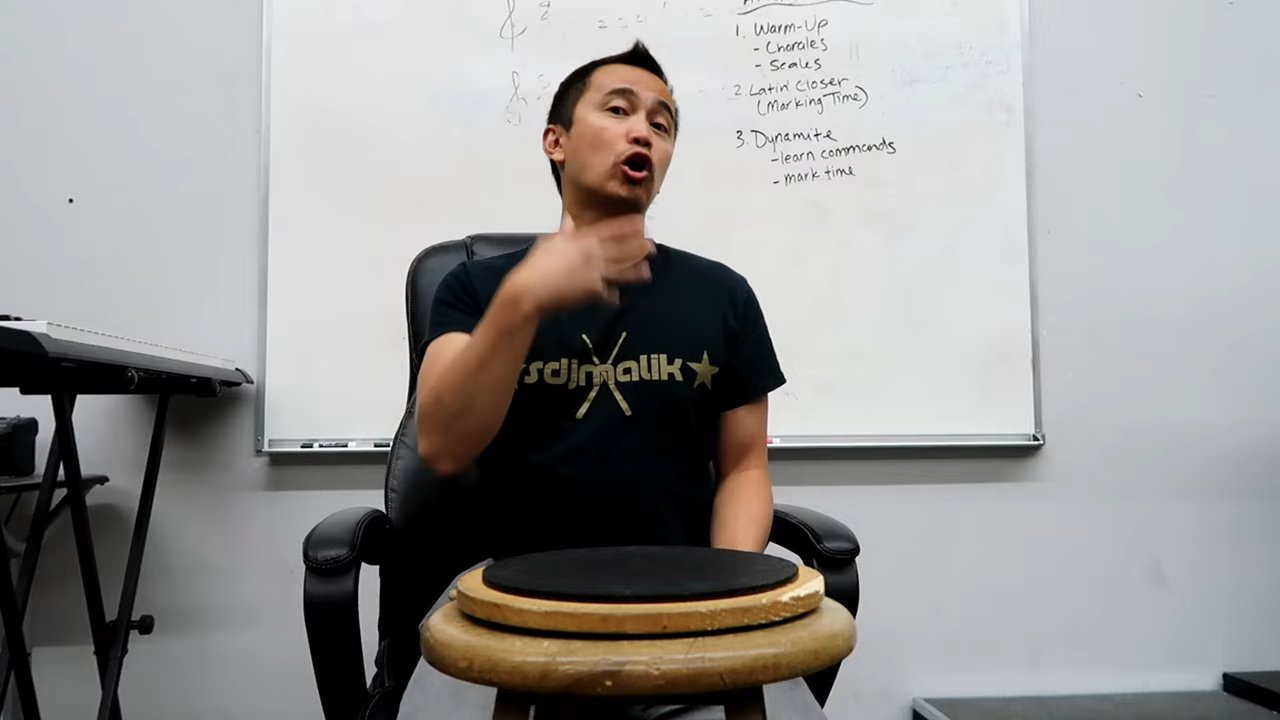 1. Warm-Up
- Chorales
- Scales
2. Latin Closer
(Marking Time)
3. Dynamite
- learn commands
- mark time
sdjmalik